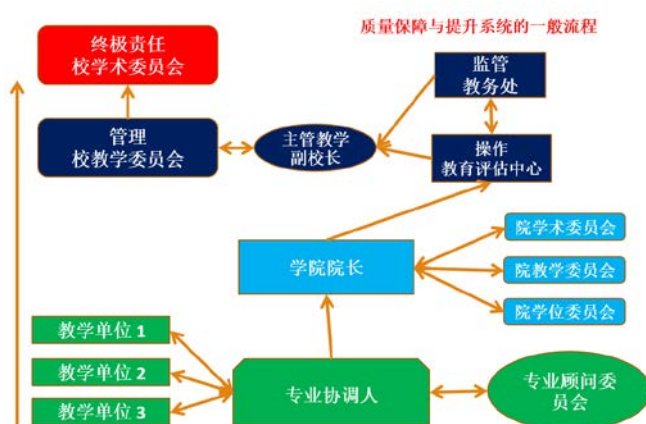 质量保障与提升系统的一般流程
终极责任
校学术委员会
监管
教务处
管理
校教学委员会
主管教学
副校长
操作
教育评估中心
学院院长
院学术委员会
院教学委员会
院学位委员会
教学单位 1
教学单位 2
教学单位 3
专业协调人
专业顾问委
员会